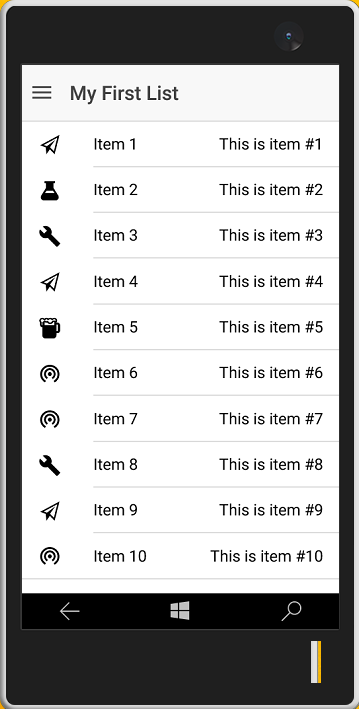 My First List
Item 1 This is item #1
Item 2 This is item #2
Item 3 This is item #3
Item 4 This is item #4
Item 5 This is item #5
Item 6 This is item #6
Item 7 This is item #7
Item 8 This is item #8
Item 9 This is item #9
Item 10 This is item #10